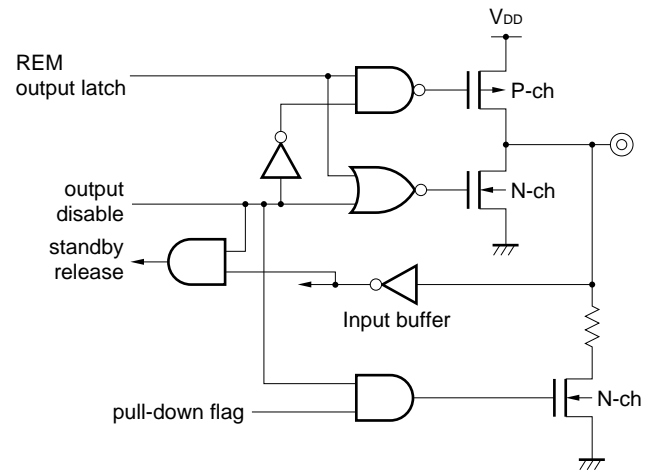 VDD
REM
output latch
P-ch
output
disable
N-ch
standby
release
Input buffer
N-ch
pull-down flag